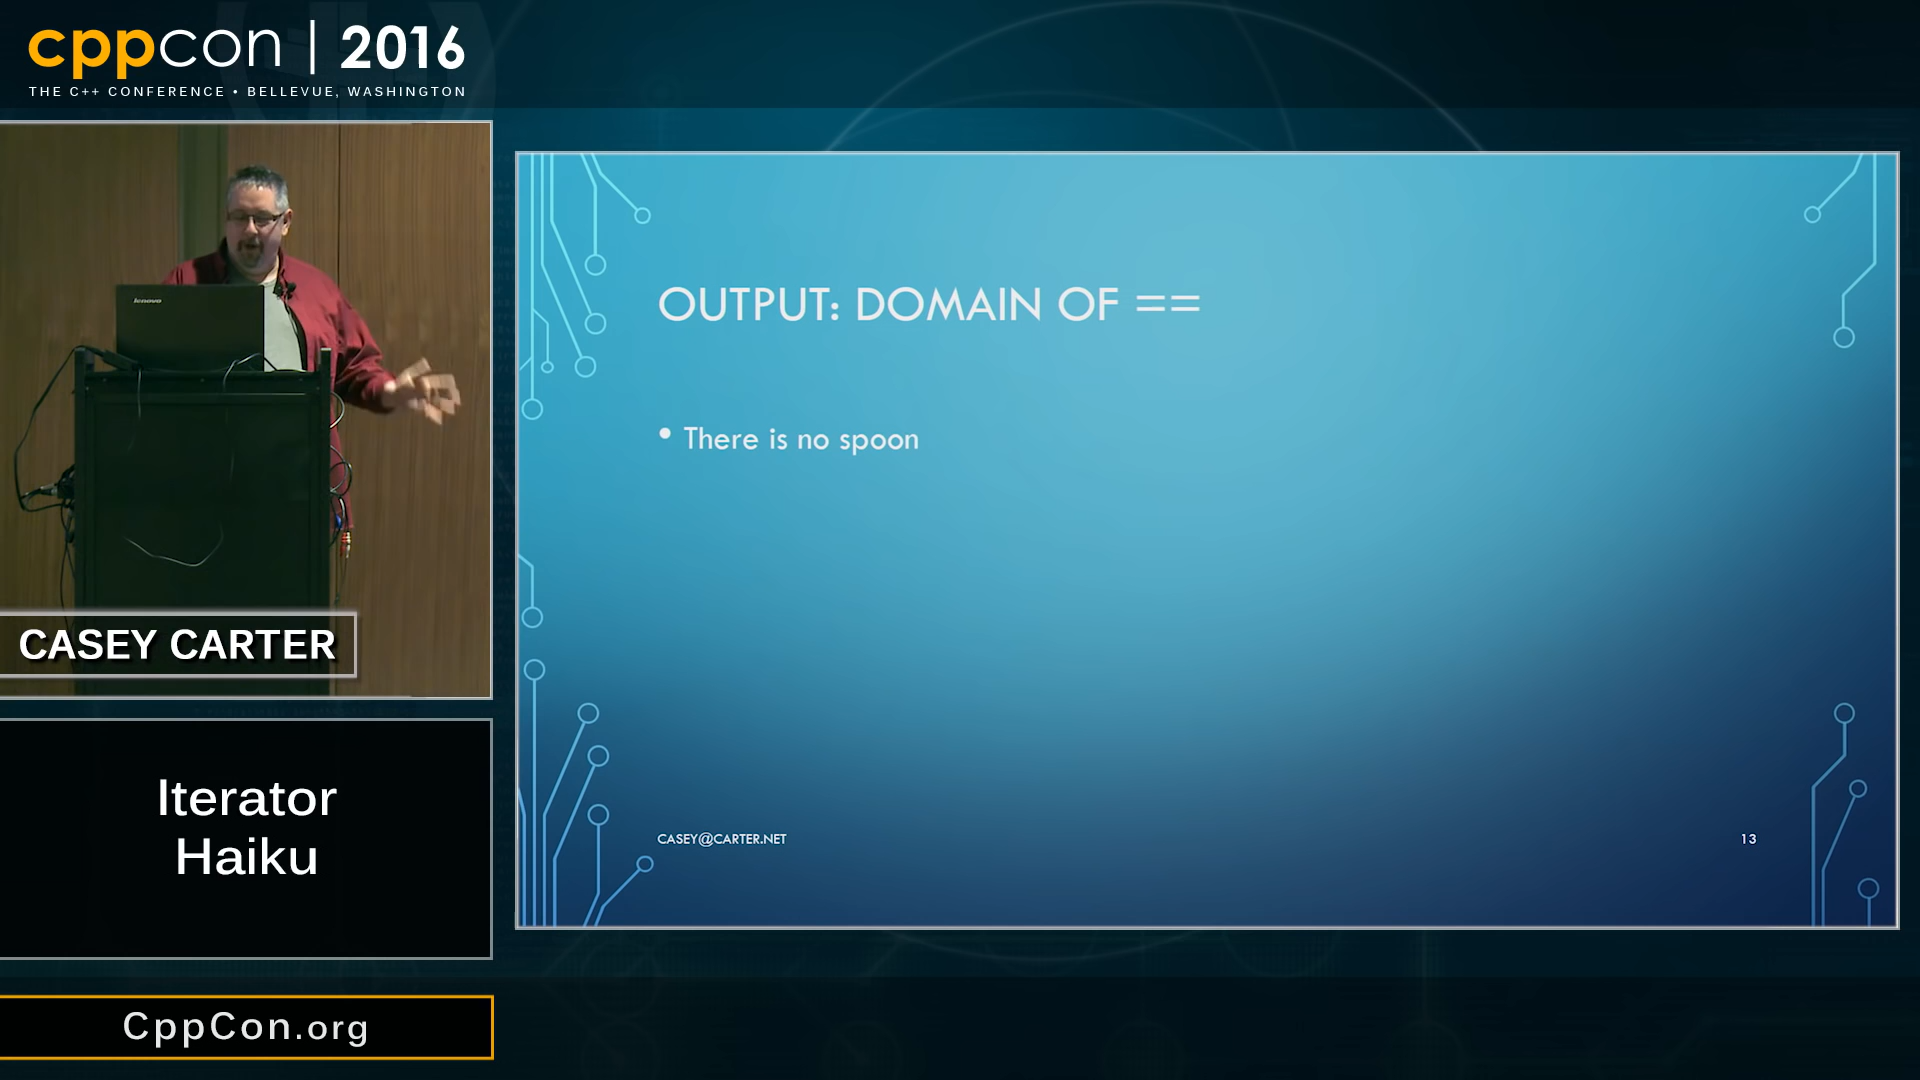 cppcon | 2016
THE C++ CONFERENCE • BELLEVUE, WASHINGTON
lenovo
CASEY CARTER
Iterator
Haiku
CppCon.org
OUTPUT: DOMAIN OF ==
• There is no spoon
CASEY@CARTER.NET
13